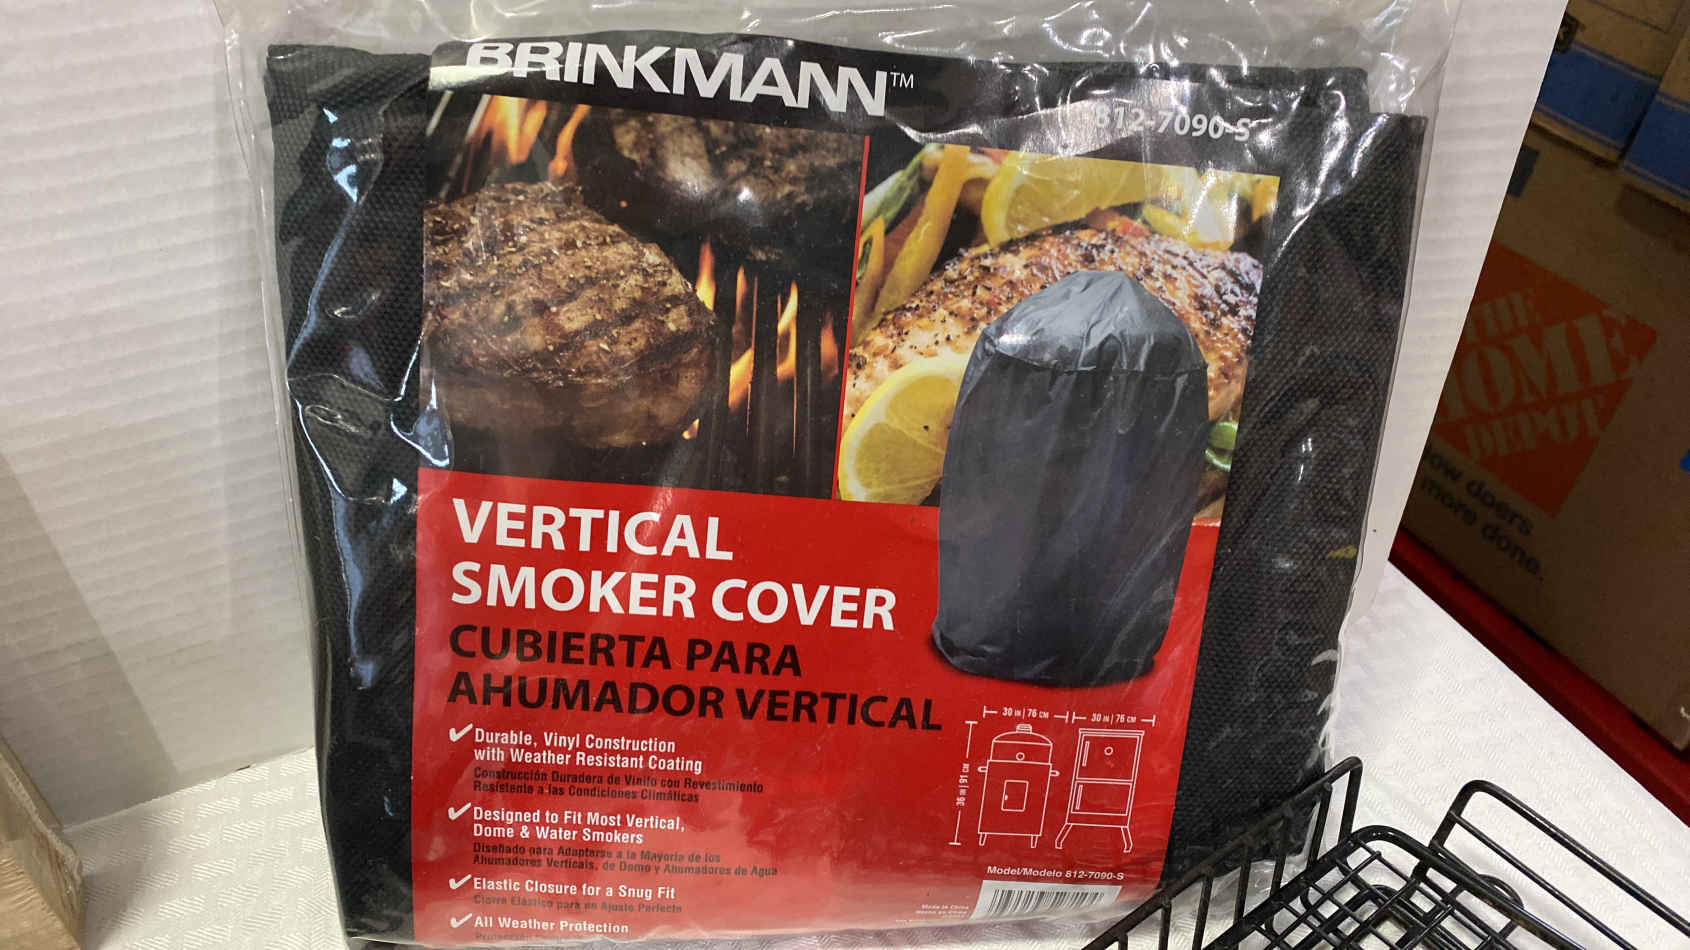 BRINKMANN™
812-7090-S
VERTICAL
SMOKER COVER
CUBIERTA PARA
AHUMADOR VERTICAL
✔ Durable, Vinyl Construction
with Weather Resistant Coating
Construcción Duradera de Vinilo con Revestimiento
Resistente a las Condiciones Climáticas
✔ Designed to Fit Most Vertical,
Dome & Water Smokers
Diseñado para Adaptarse a la Mayoría de los
Ahumadores Verticals, de Domo y Ahumadores de Agua
✔ Elastic Closure for a Snug Fit
Cierre Elástico para un Ajuste Perfecto
✔ All Weather Protection
30 IN | 76 CM
30 IN | 76 CM
36 IN | 91 CM
Model/Modelo 812-7090-S
Made in China
Hecho en China
THE
HOME
DEPOT
doers
more done.